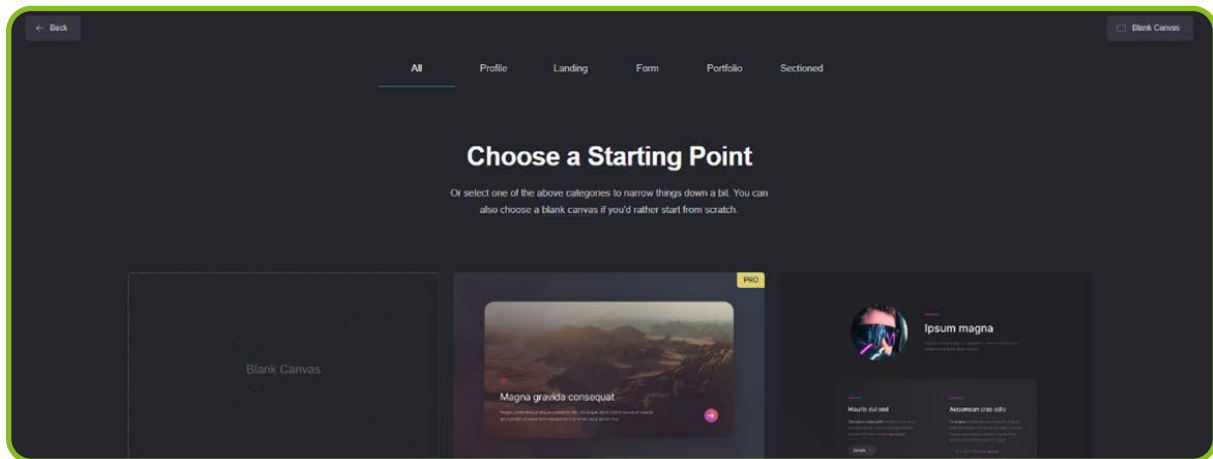 ← Back
Blank Canvas
All
Profile
Landing
Form
Portfolio
Sectioned
Choose a Starting Point
Or select one of the above categories to narrow things down a bit. You can
also choose a blank canvas if you'd rather start from scratch.
Blank Canvas
PRO
Magna gravida consequat
Ipsum magna
Mauris dui sed
Accumsan cras odio